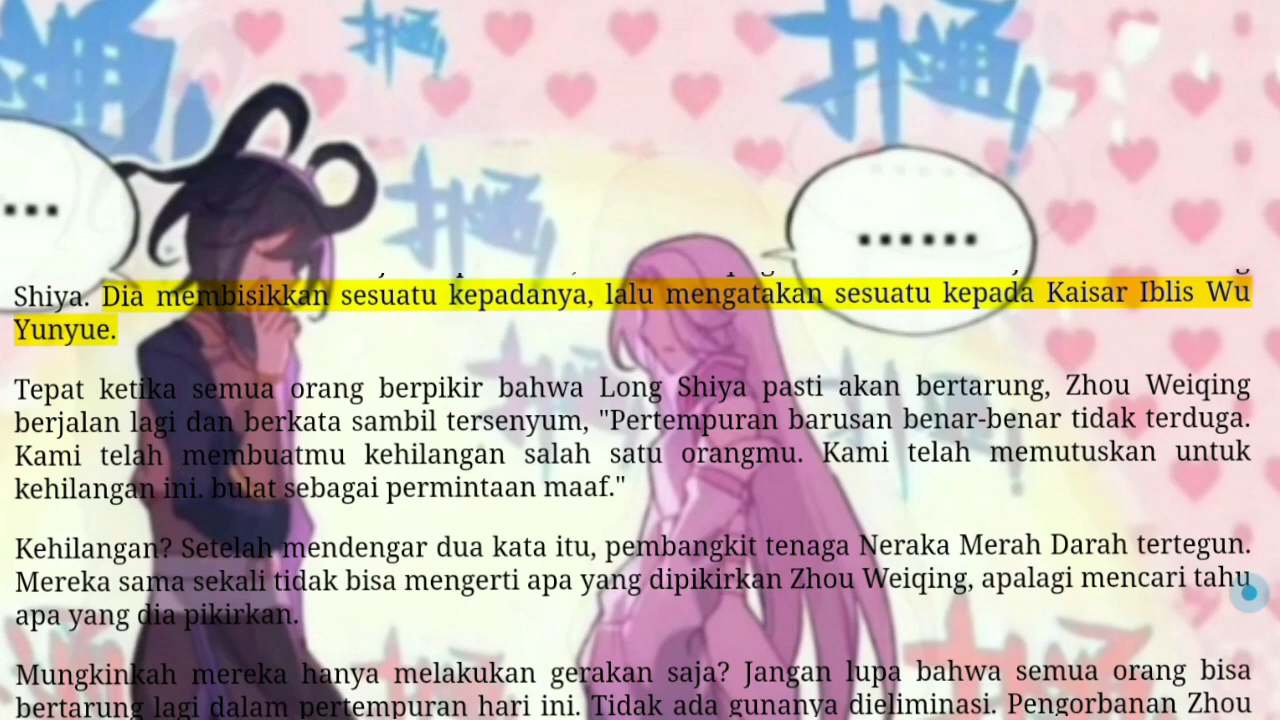 ...
......
Shiya. Dia membisikkan sesuatu kepadanya, lalu mengatakan sesuatu kepada Kaisar Iblis Wu
Yunyue.
Tepat ketika semua orang berpikir bahwa Long Shiya pasti akan bertarung, Zhou Weiqing
berjalan lagi dan berkata sambil tersenyum, "Pertempuran barusan benar-benar tidak terduga.
Kami telah membuatmu kehilangan salah satu orangmu. Kami telah memutuskan untuk
kehilangan ini. bulat sebagai permintaan maaf."
Kehilangan? Setelah mendengar dua kata itu, pembangkit tenaga Neraka Merah Darah tertegun.
Mereka sama sekali tidak bisa mengerti apa yang dipikirkan Zhou Weiqing, apalagi mencari tahu
apa yang dia pikirkan.
Mungkinkah mereka hanya melakukan gerakan saja? Jangan lupa bahwa semua orang bisa
bertarung lagi dalam pertempuran hari ini. Tidak ada gunanya dieliminasi. Pengorbanan Zhou